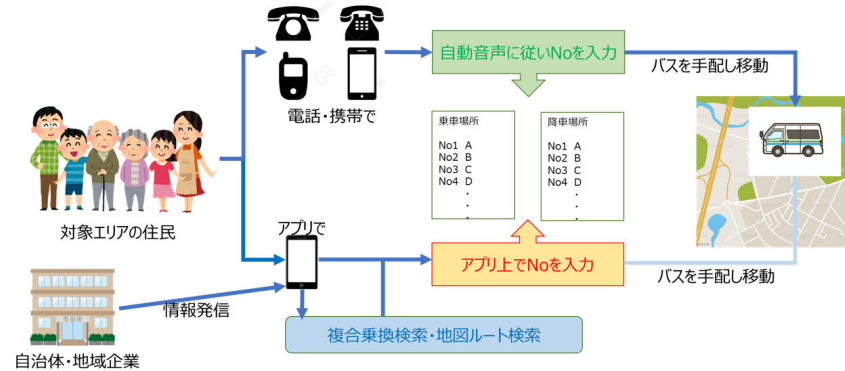 自動音声に従いNoを入力
バスを手配し移動
電話・携帯で
乗車場所
No1 A
No2 B
No3 C
No4 D
・
・
・
降車場所
No1 A
No2 B
No3 C
No4 D
・
・
・
対象エリアの住民
アプリで
アプリ上でNoを入力
バスを手配し移動
情報発信
複合乗換検索・地図ルート検索
自治体・地域企業